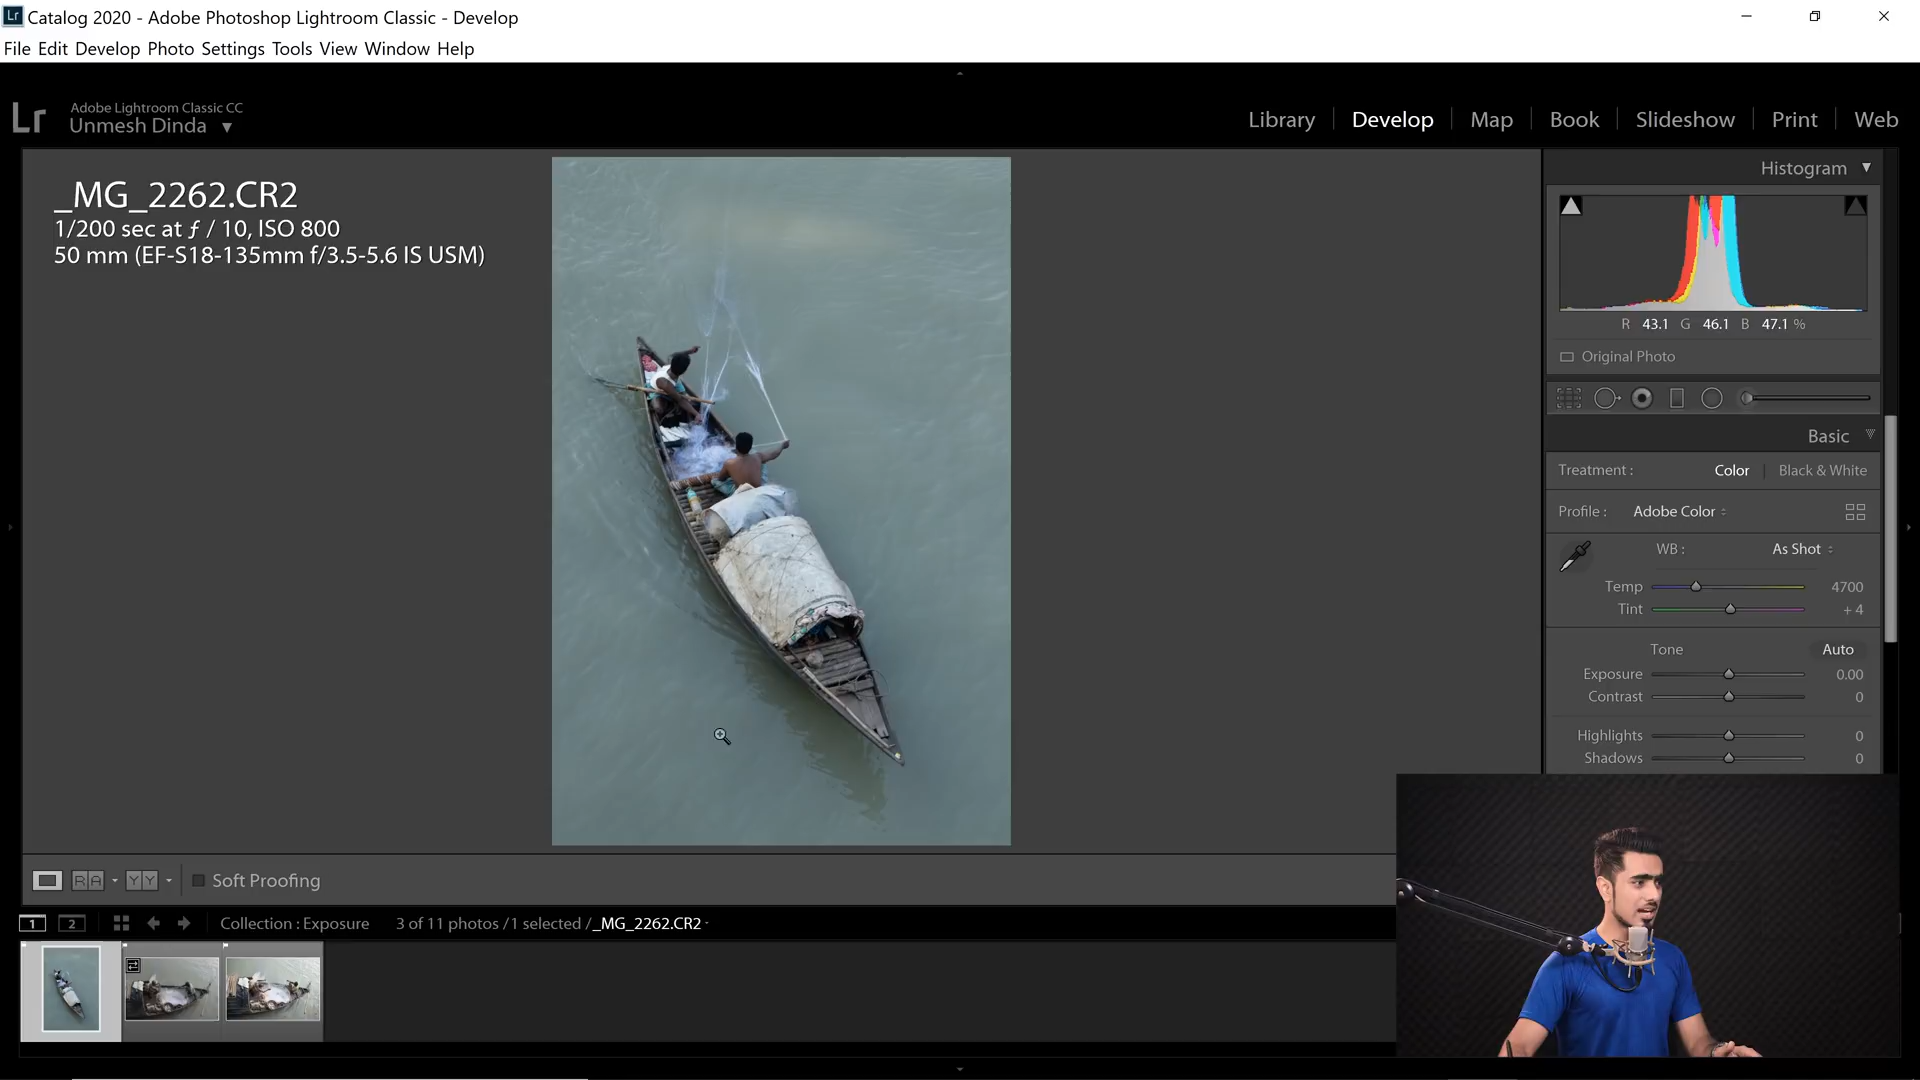 Lr Catalog 2020 - Adobe Photoshop Lightroom Classic - Develop
File Edit Develop Photo Settings Tools View Window Help
Lr
Adobe Lightroom Classic CC
Unmesh Dinda ▼
Library | Develop | Map | Book | Slideshow | Print | Web
_MG_2262.CR2
1/200 sec at ƒ / 10, ISO 800
50 mm (EF-S18-135mm f/3.5-5.6 IS USM)
Histogram
R 43.1 G 46.1 B 47.1 %
Original Photo
Basic
Treatment : Color | Black & White
Profile : Adobe Color
WB : As Shot
Temp 4700
Tint + 4
Tone Auto
Exposure 0.00
Contrast 0
Highlights 0
Shadows 0
R A Y Y Soft Proofing
1 2 Collection : Exposure 3 of 11 photos / 1 selected / _MG_2262.CR2